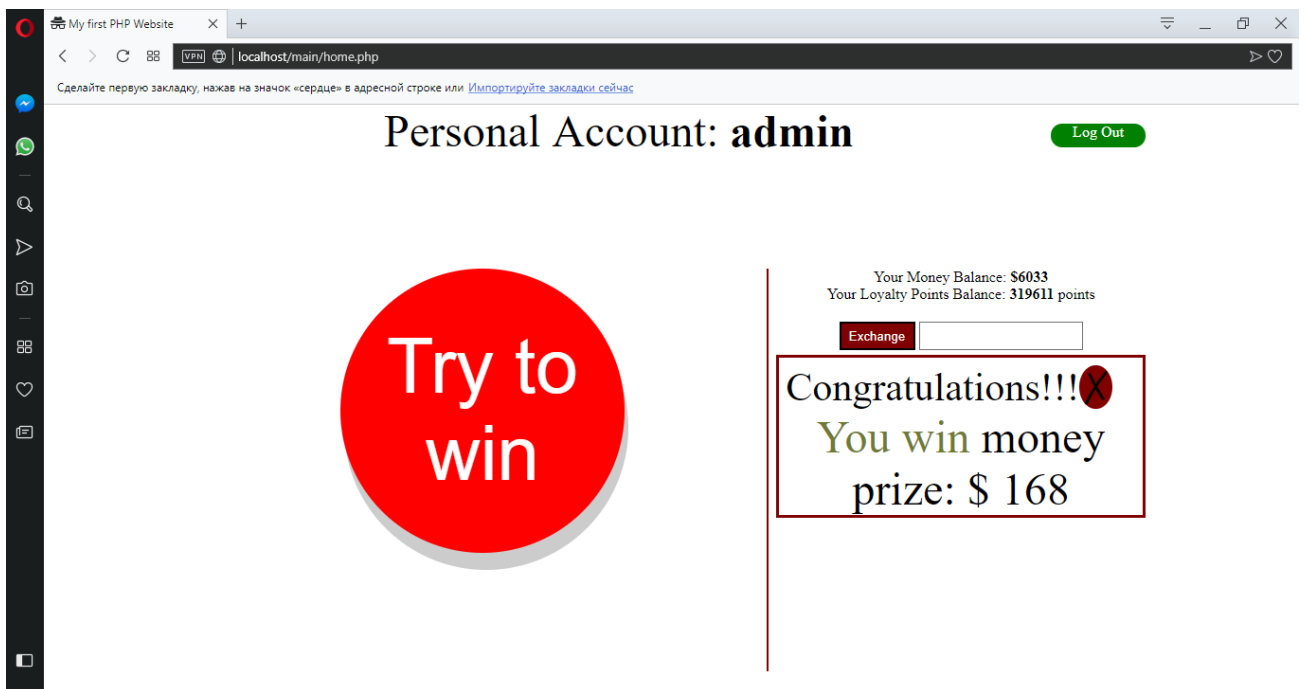 My first PHP Website
VPN localhost/main/home.php
Сделайте первую закладку, нажав на значок «сердце» в адресной строке или Импортируйте закладки сейчас
Personal Account: admin
Log Out
Try to
win
Your Money Balance: $6033
Your Loyalty Points Balance: 319611 points
Exchange
Congratulations!!! X
You win money
prize: $ 168